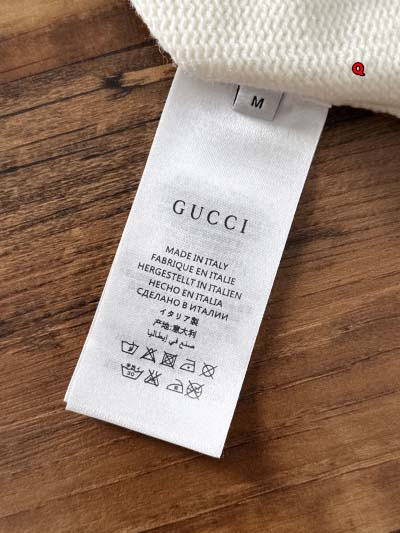 Q
M
GUCCI
MADE IN ITALY
FABRIQUE EN ITALIE
HERGESTELLT IN ITALIEN
HECHO EN ITALIA
СДЕЛАНО В ИТАЛИИ
イタリア製
产地:意大利
صنع في إيطاليا
30